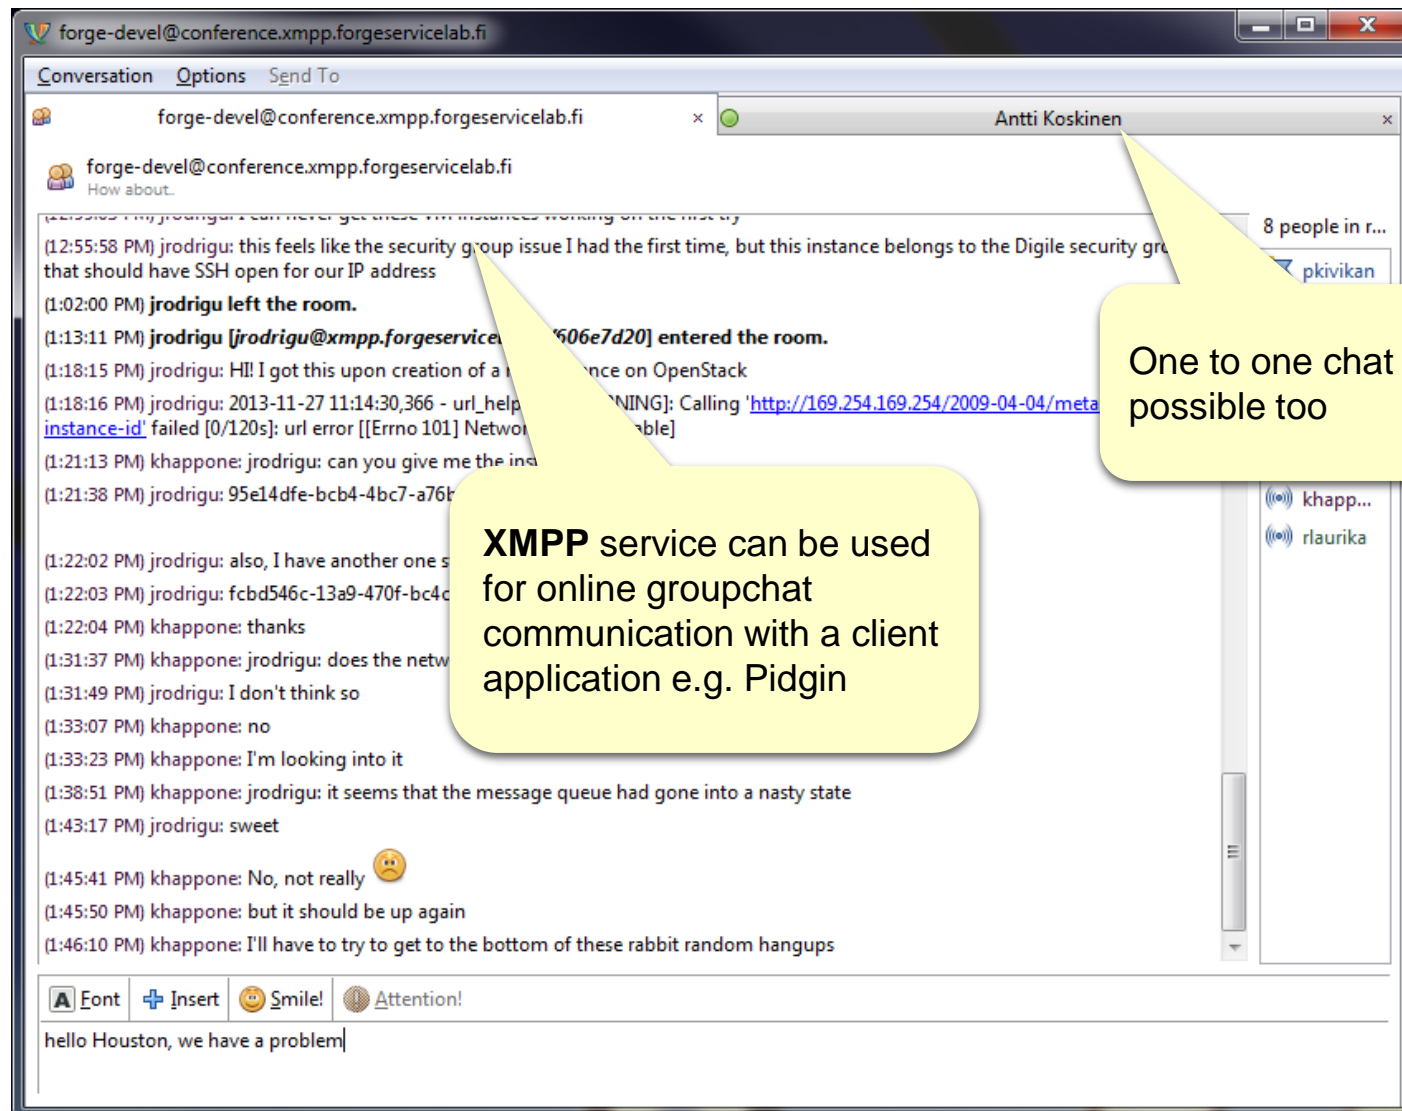 forge-devel@conference.xmpp.forgeservicelab.fi
Conversation Options Send To
forge-devel@conference.xmpp.forgeservicelab.fi × Antti Koskinen ×
forge-devel@conference.xmpp.forgeservicelab.fi
How about..
8 people in r...
jrodrigu: I can never get these VM instances working on the first try
(12:55:58 PM) jrodrigu: this feels like the security group issue I had the first time, but this instance belongs to the Digile security
that should have SSH open for our IP address
pkivikan
(1:02:00 PM) jrodrigu left the room.
(1:13:11 PM) jrodrigu [jrodrigu@xmpp.forgeservice 606e7d20] entered the room.
(1:18:15 PM) jrodrigu: HI! I got this upon creation of a on OpenStack
(1:18:16 PM) jrodrigu: 2013-11-27 11:14:30,366 - Calling 'http://169.254.169.254/2009-04-04/meta
instance-id' failed [0/120s]: url error [[Errno 101]
(1:21:13 PM) khappone: jrodrigu: can you give me the
(1:21:38 PM) jrodrigu: 95e14dfe-bcb4-4bc7-a76b
(1:22:02 PM) jrodrigu: also, I have another one
(1:22:03 PM) jrodrigu: fcbd546c-13a9-470f-bc4c
(1:22:04 PM) khappone: thanks
(1:31:37 PM) khappone: jrodrigu: does the
(1:31:49 PM) jrodrigu: I don't think so
(1:33:07 PM) khappone: no
(1:33:23 PM) khappone: I'm looking into it
(1:38:51 PM) khappone: jrodrigu: it seems that the message queue had gone into a nasty state
(1:43:17 PM) jrodrigu: sweet
(1:45:41 PM) khappone: No, not really
(1:45:50 PM) khappone: but it should be up again
(1:46:10 PM) khappone: I'll have to try to get to the bottom of these rabbit random hangups
khapp...
rlaurika
One to one chat
possible too
XMPP service can be used
for online groupchat
communication with a client
application e.g. Pidgin
Font Insert Smile! Attention!
hello Houston, we have a problem